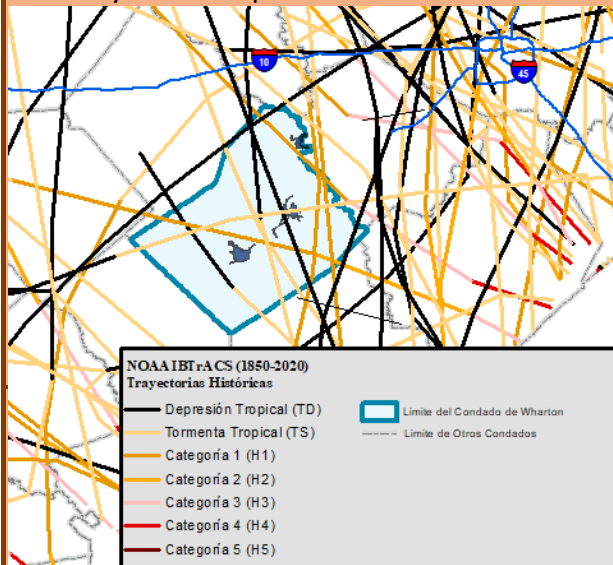 10
45
NOAA IBTrACS (1850-2020)
Trayectorias Históricas
Depresión Tropical (TD)
Tormenta Tropical (TS)
Categoría 1 (H1)
Categoría 2 (H2)
Categoría 3 (H3)
Categoría 4 (H4)
Categoría 5 (H5)
Límite del Condado de Wharton
Límite de Otros Condados